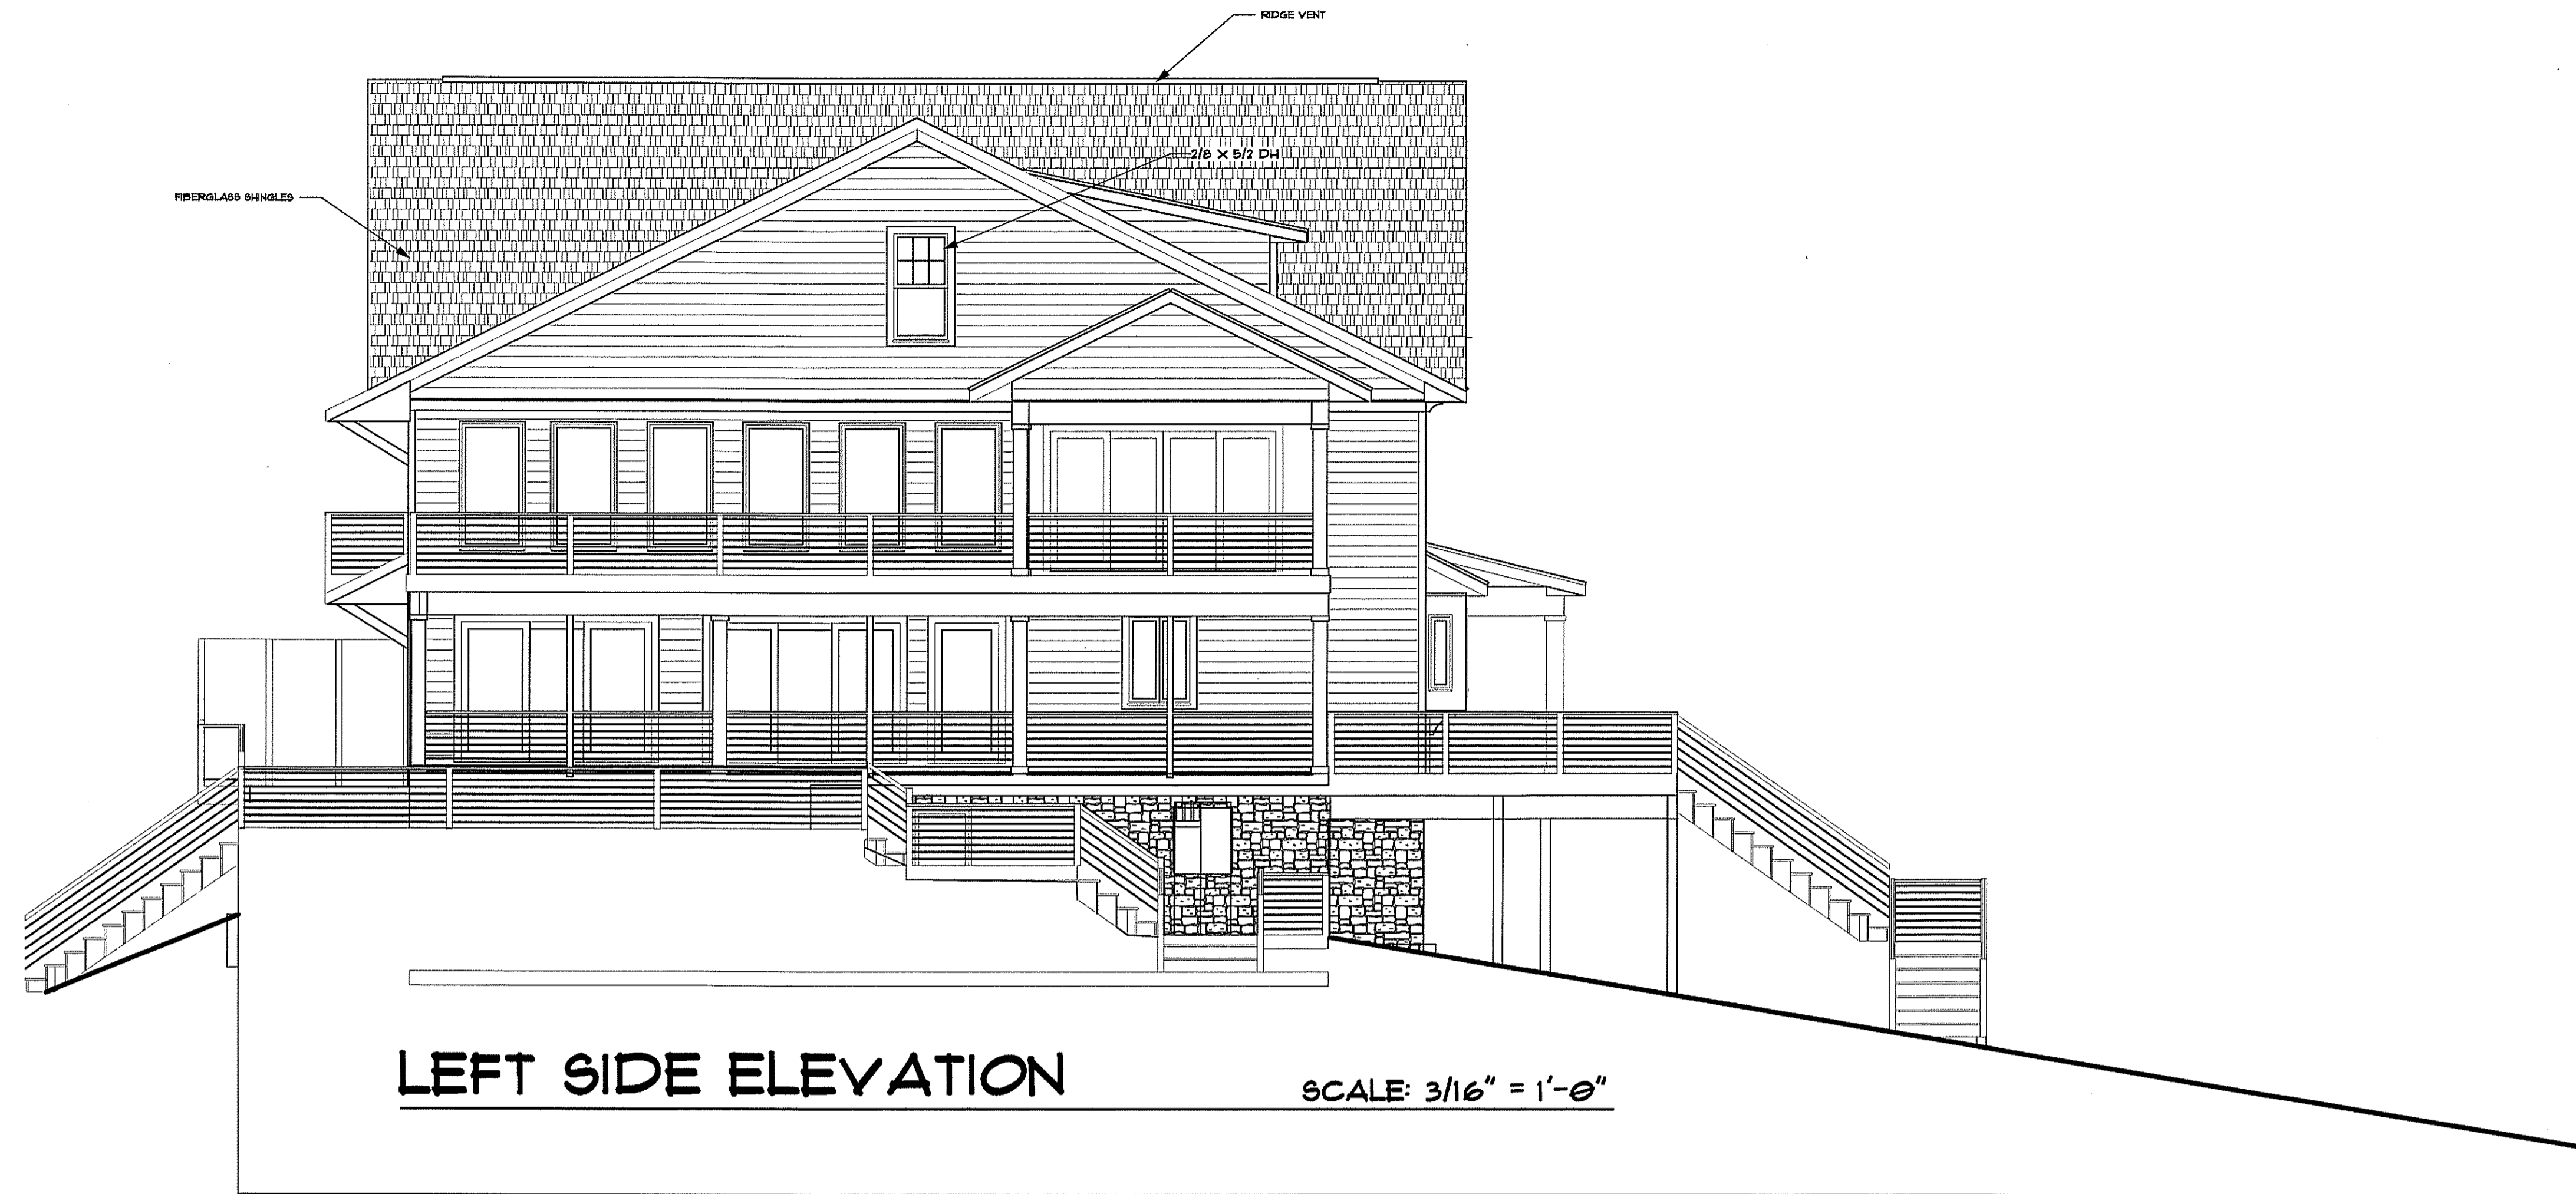 RIDGE VENT
2/8 X 5/2 DH
FIBERGLASS SHINGLES
LEFT SIDE ELEVATION
SCALE: 3/16" = 1'-0"